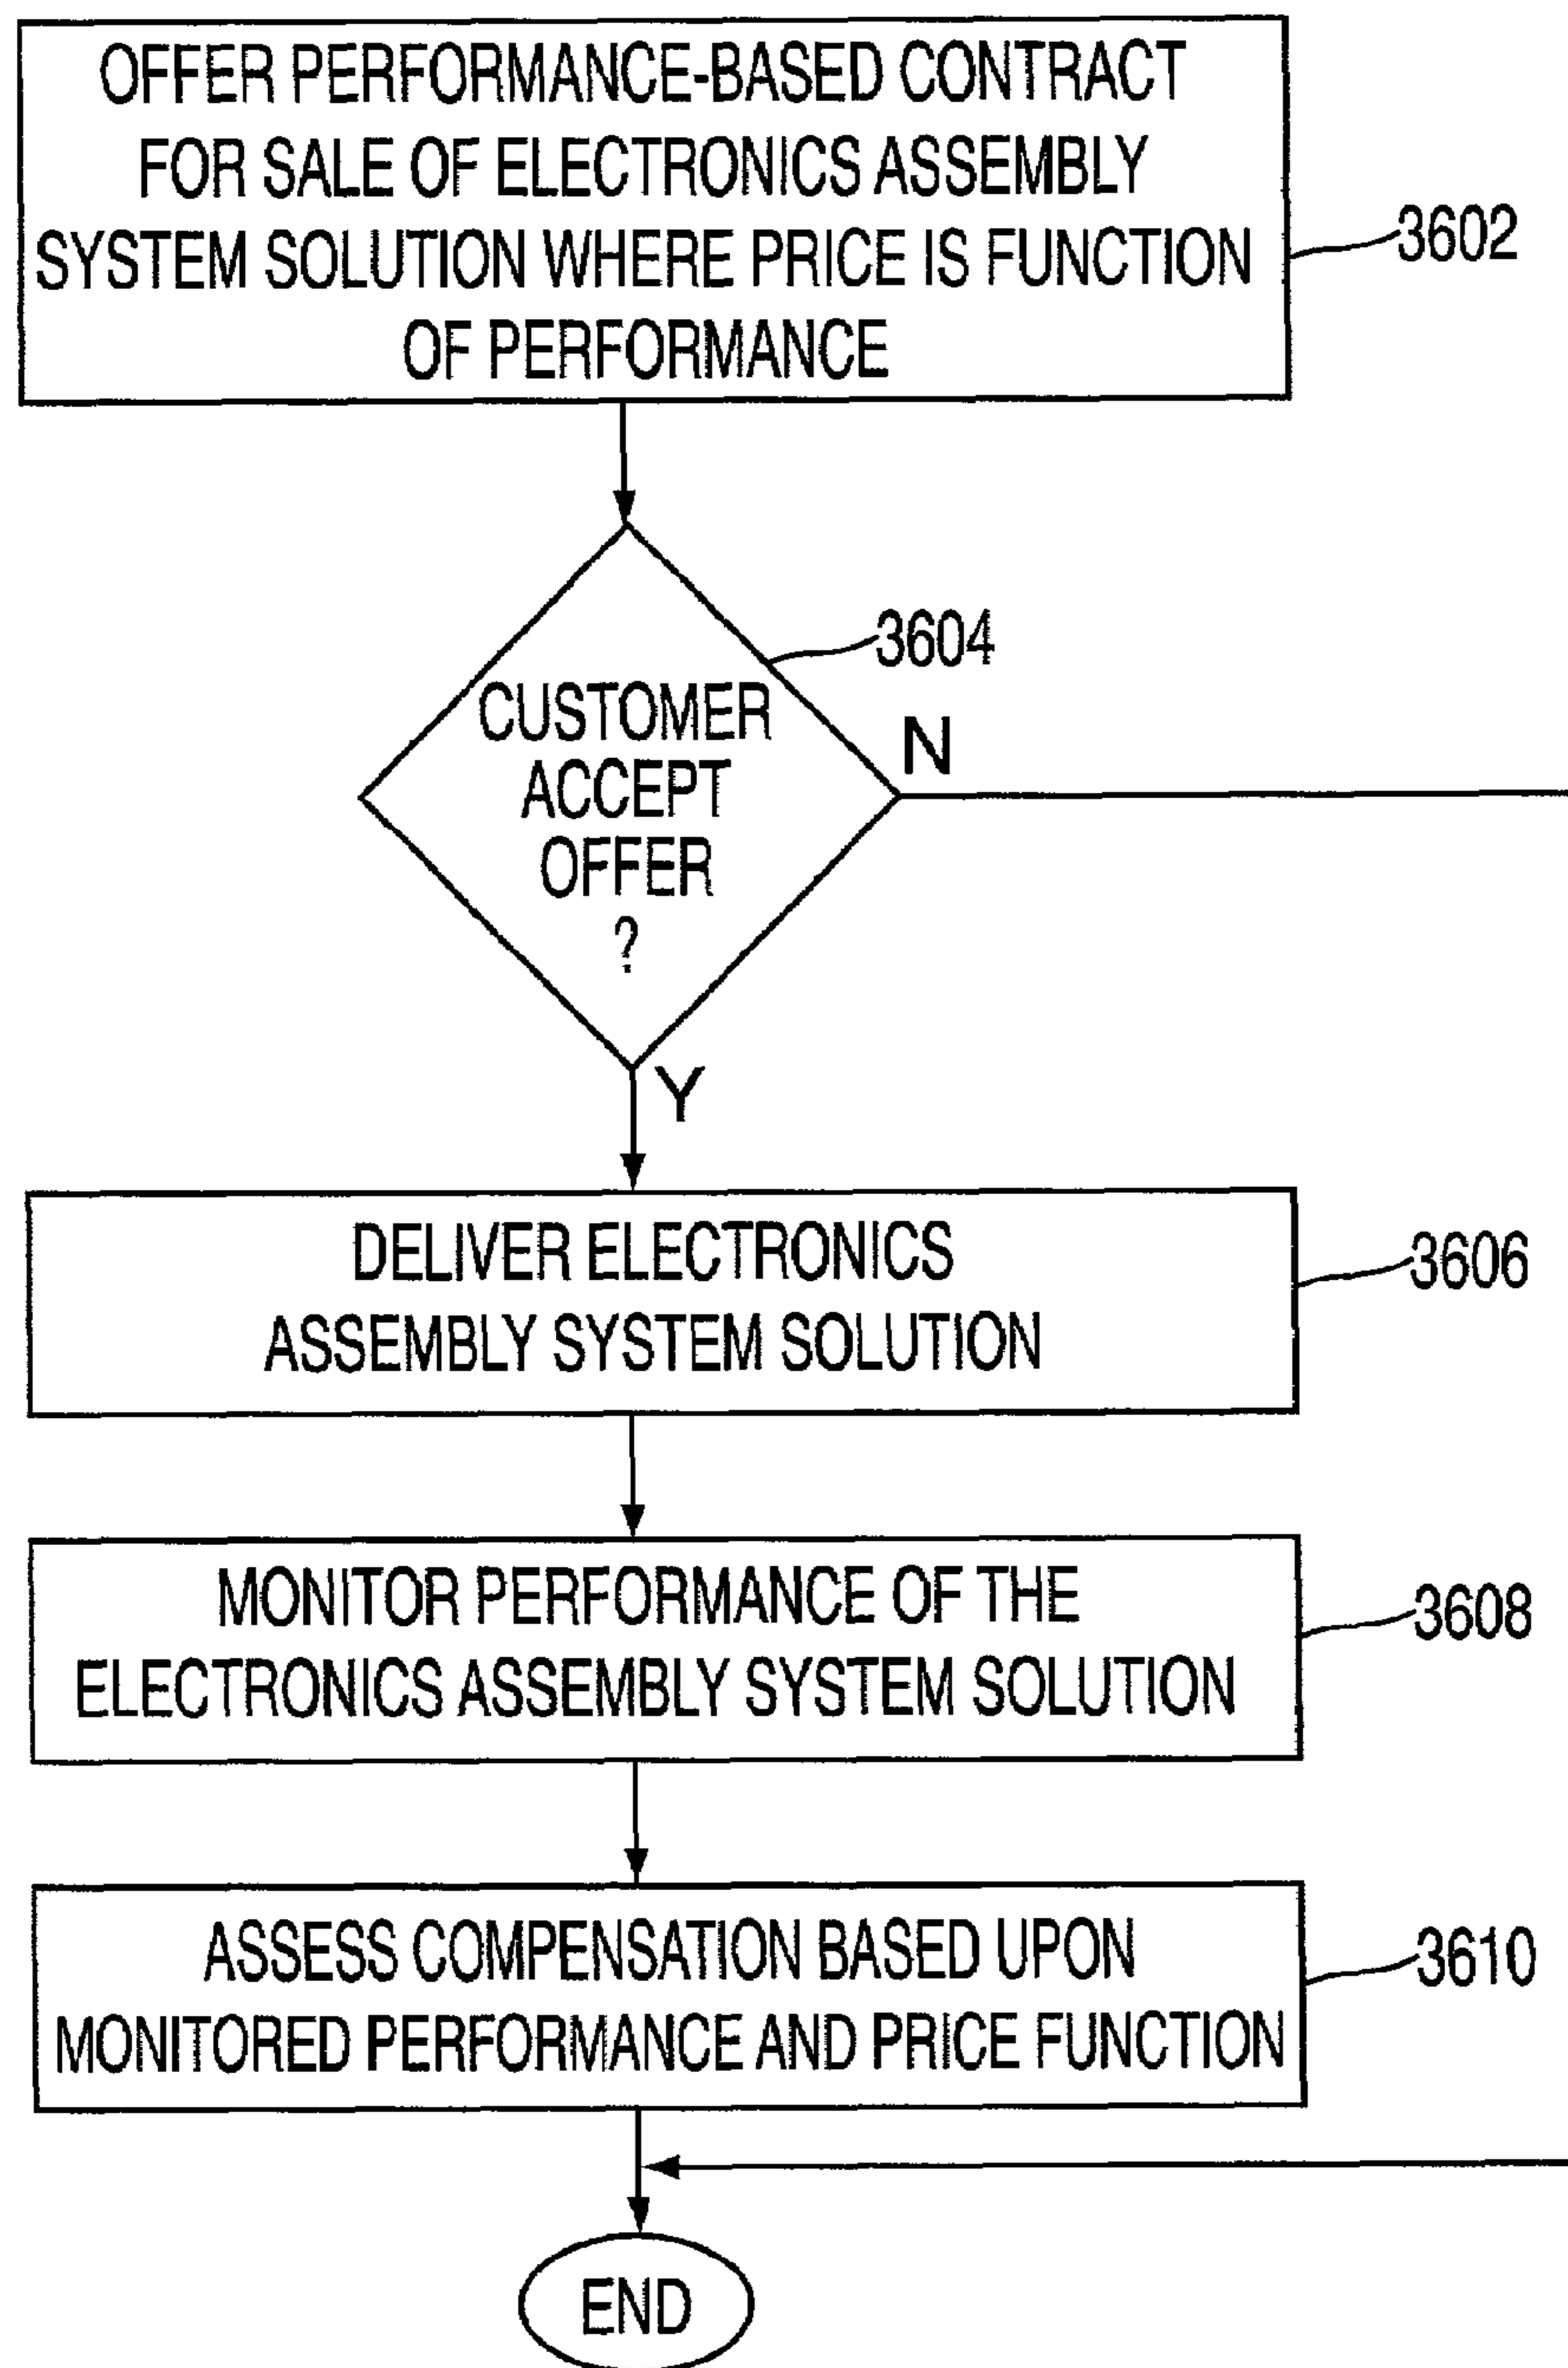 OFFER PERFORMANCE-BASED CONTRACT
FOR SALE OF ELECTRONICS ASSEMBLY
SYSTEM SOLUTION WHERE PRICE IS FUNCTION
OF PERFORMANCE
3602
3604
CUSTOMER
ACCEPT
OFFER
?
N
Y
DELIVER ELECTRONICS
ASSEMBLY SYSTEM SOLUTION
3606
MONITOR PERFORMANCE OF THE
ELECTRONICS ASSEMBLY SYSTEM SOLUTION
3608
ASSESS COMPENSATION BASED UPON
MONITORED PERFORMANCE AND PRICE FUNCTION
3610
END